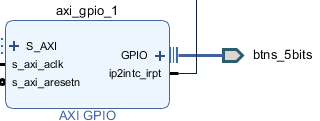 axi_gpio_1
S_AXI
s_axi_aclk
s_axi_aresetn
GPIO
ip2intc_irpt
btns_5bits
AXI GPIO